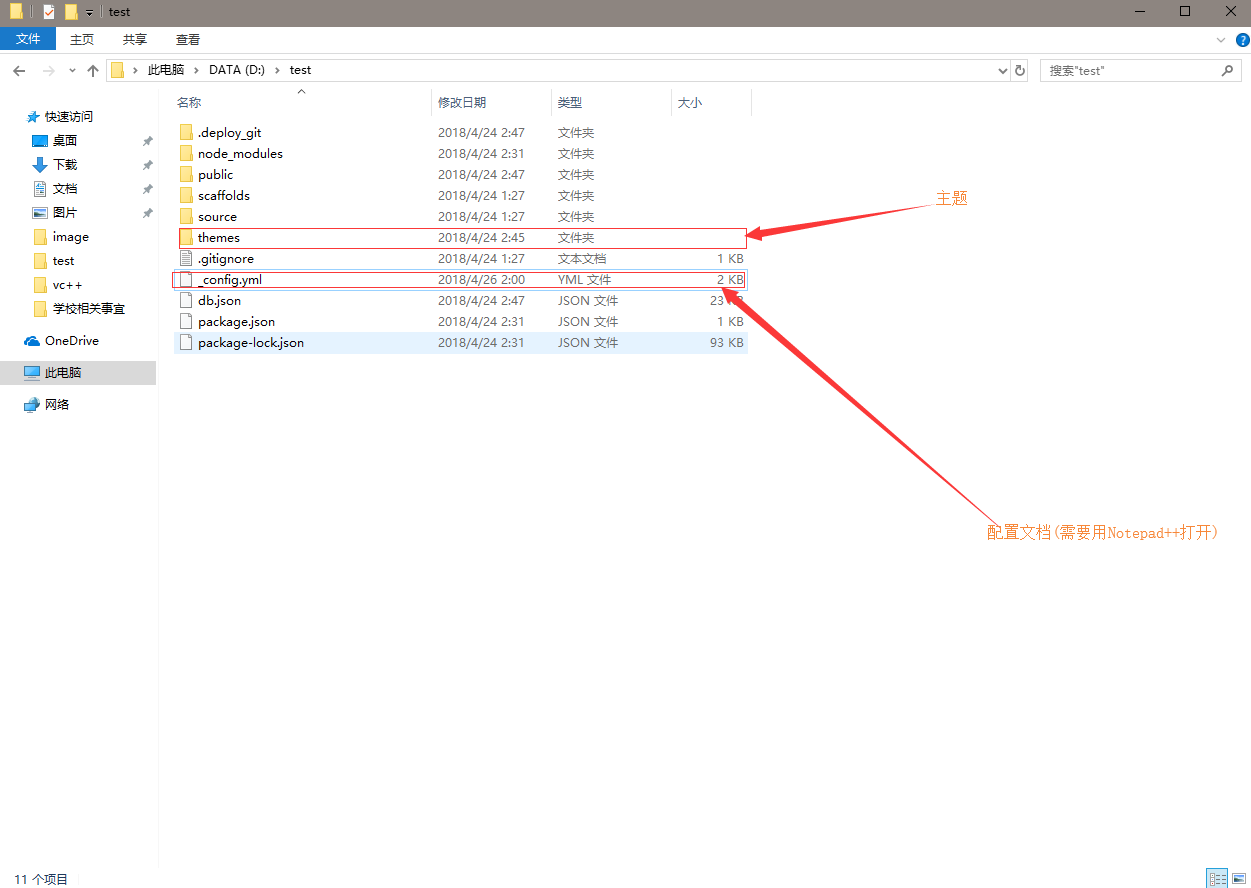 test
文件 主页 共享 查看
此电脑 DATA (D:) test 搜索"test"
快速访问
桌面
下载
文档
图片
image
test
vc++
学校相关事宜
OneDrive
此电脑
网络
名称 修改日期 类型 大小
.deploy_git 2018/4/24 2:47 文件夹
node_modules 2018/4/24 2:31 文件夹
public 2018/4/24 2:47 文件夹
scaffolds 2018/4/24 1:27 文件夹
source 2018/4/24 1:27 文件夹
themes 2018/4/24 2:45 文件夹
.gitignore 2018/4/24 1:27 文本文档 1 KB
_config.yml 2018/4/26 2:00 YML 文件 2 KB
db.json 2018/4/24 2:47 JSON 文件 23 KB
package.json 2018/4/24 2:31 JSON 文件 1 KB
package-lock.json 2018/4/24 2:31 JSON 文件 93 KB
主题
配置文档(需要用Notepad++打开)
11 个项目